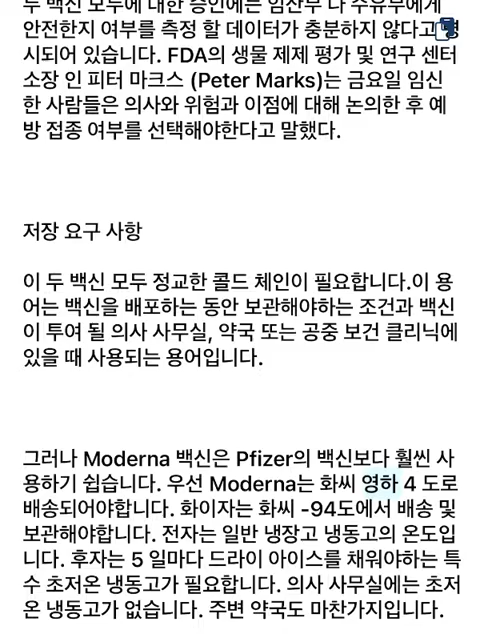 두 백신 모두에 대한 승인에는 임산부 나 수유부에게
안전한지 여부를 측정 할 데이터가 충분하지 않다고
시되어 있습니다. FDA의 생물 제제 평가 및 연구 센터
소장 인 피터 마크스 (Peter Marks)는 금요일 임신
한 사람들은 의사와 위험과 이점에 대해 논의한 후 예
방 접종 여부를 선택해야한다고 말했다.
저장 요구 사항
이 두 백신 모두 정교한 콜드 체인이 필요합니다.이 용
어는 백신을 배포하는 동안 보관해야하는 조건과 백신
이 투여 될 의사 사무실, 약국 또는 공중 보건 클리닉에
있을 때 사용되는 용어입니다.
그러나 Moderna 백신은 Pfizer의 백신보다 훨씬 사
용하기 쉽습니다. 우선 Moderna는 화씨 영하 4 도로
배송되어야합니다. 화이자는 화씨 -94도에서 배송 및
보관해야합니다. 전자는 일반 냉장고 냉동고의 온도입
니다. 후자는 5 일마다 드라이 아이스를 채워야하는 특
수 초저온 냉동고가 필요합니다. 의사 사무실에는 초저
온 냉동고가 없습니다. 주변 약국도 마찬가지입니다.